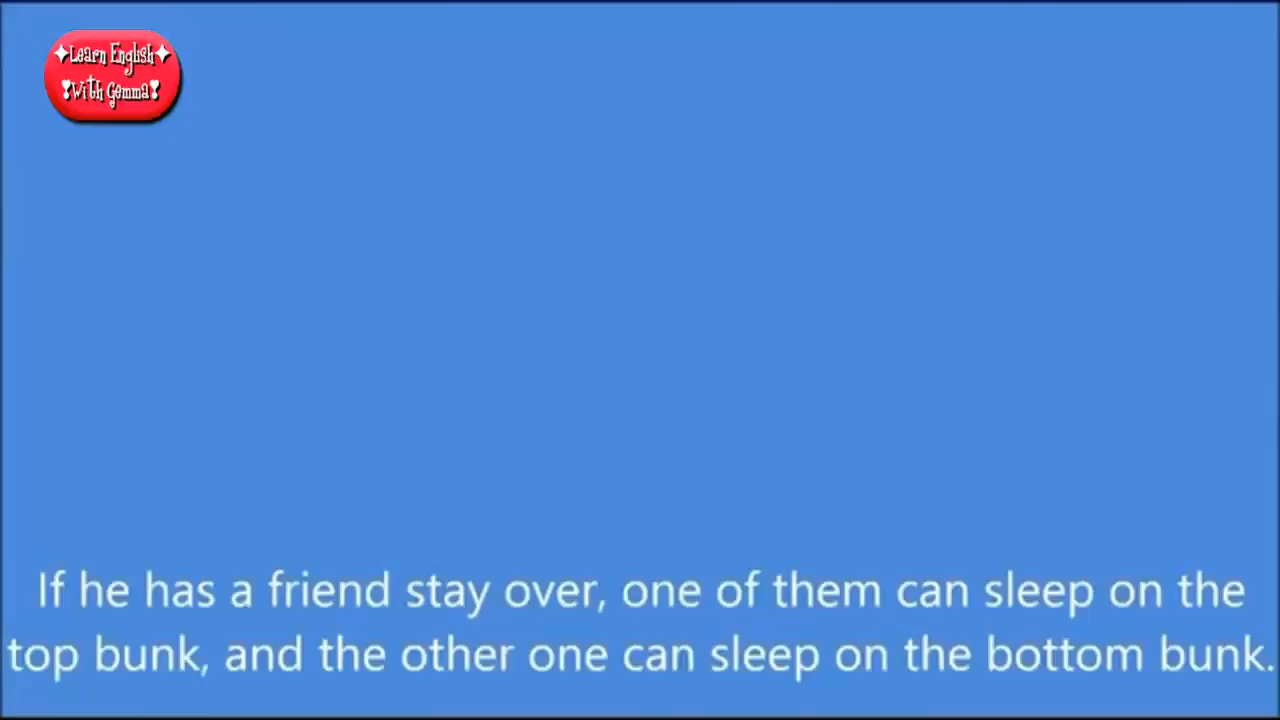 ✦Learn English✦
❣With Gemma❣
If he has a friend stay over, one of them can sleep on the
top bunk, and the other one can sleep on the bottom bunk.